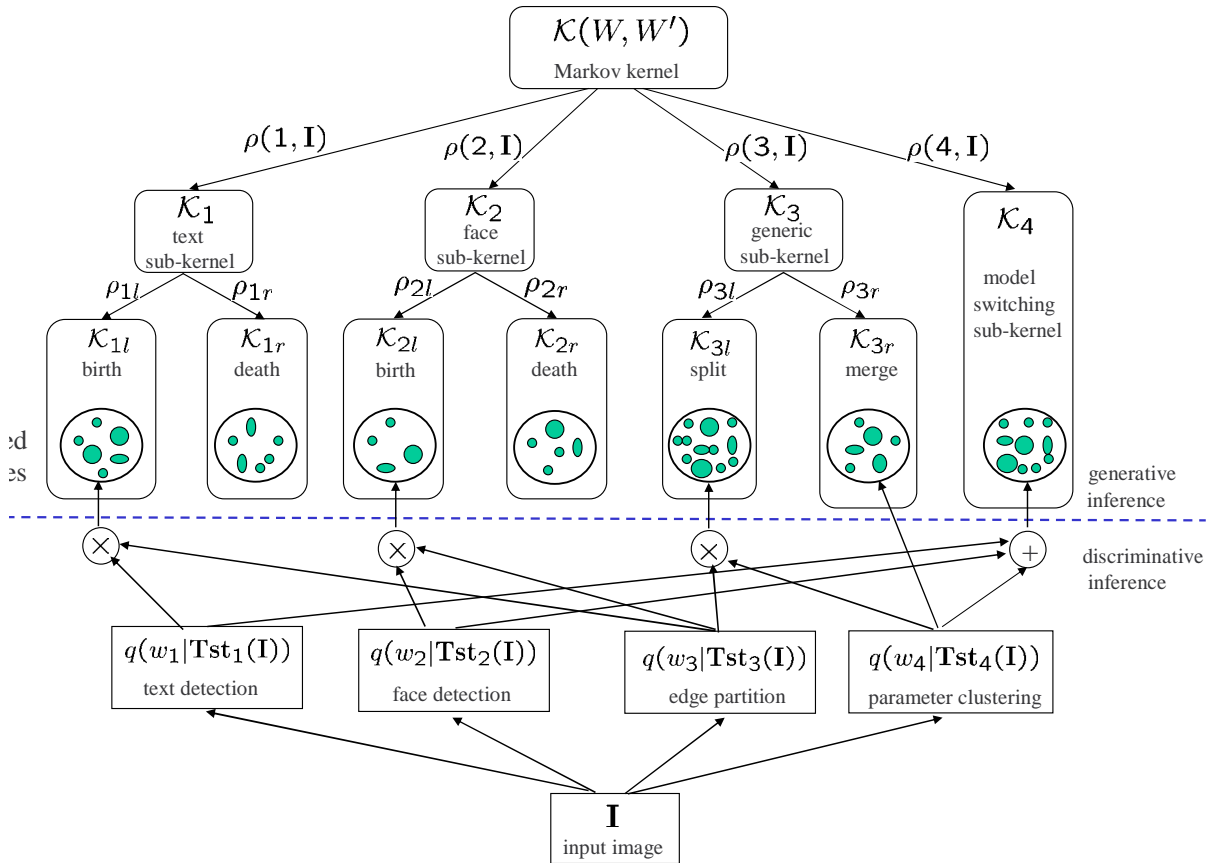 𝒦(W, W′)
Markov kernel
ρ(1, I)
ρ(2, I)
ρ(3, I)
ρ(4, I)
𝒦₁
text
sub-kernel
𝒦₂
face
sub-kernel
𝒦₃
generic
sub-kernel
𝒦₄
model
switching
sub-kernel
ρ₁l
ρ₁r
ρ₂l
ρ₂r
ρ₃l
ρ₃r
𝒦₁l
birth
𝒦₁r
death
𝒦₂l
birth
𝒦₂r
death
𝒦₃l
split
𝒦₃r
merge
ed
es
generative
inference
×
×
×
+
discriminative
inference
q(w₁|Tst₁(I))
text detection
q(w₂|Tst₂(I))
face detection
q(w₃|Tst₃(I))
edge partition
q(w₄|Tst₄(I))
parameter clustering
I
input image